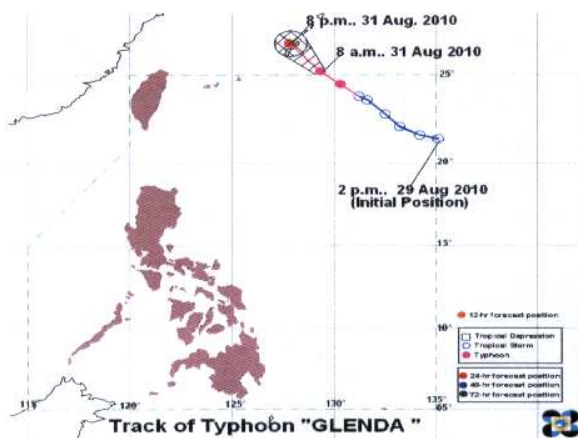 8 p.m., 31 Aug. 2010
8 a.m.. 31 Aug 2010
25°
20°
2 p.m.. 29 Aug 2010
(Initial Position)
15°
12-hr forecast position
Tropical Depression
Tropical Storm
Typhoon
24-hr forecast position
48-hr forecast position
72-hr forecast position
120°
125°
130°
135°
Track of Typhoon "GLENDA "